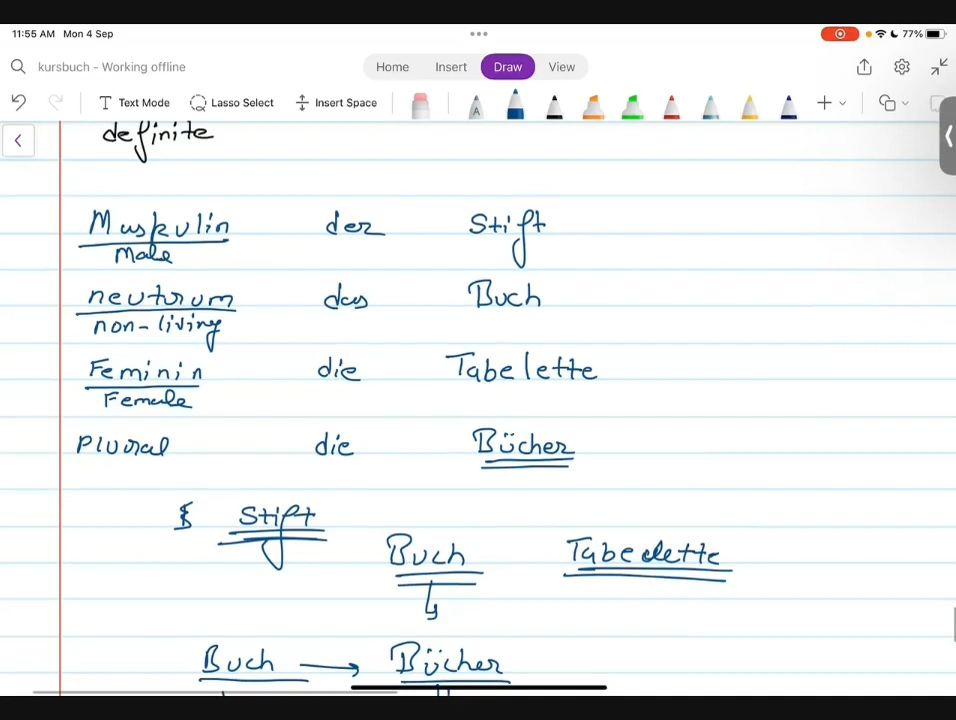 11:55 AM Mon 4 Sep
77%
kursbuch - Working offline
Home Insert Draw View
Text Mode Lasso Select Insert Space
definite
Muskulin der Stift
Male
neutrum das Buch
non-living
Feminin die Tabelette
Female
Plural die Bücher
Stift
Buch Tabelette
Buch → Bücher